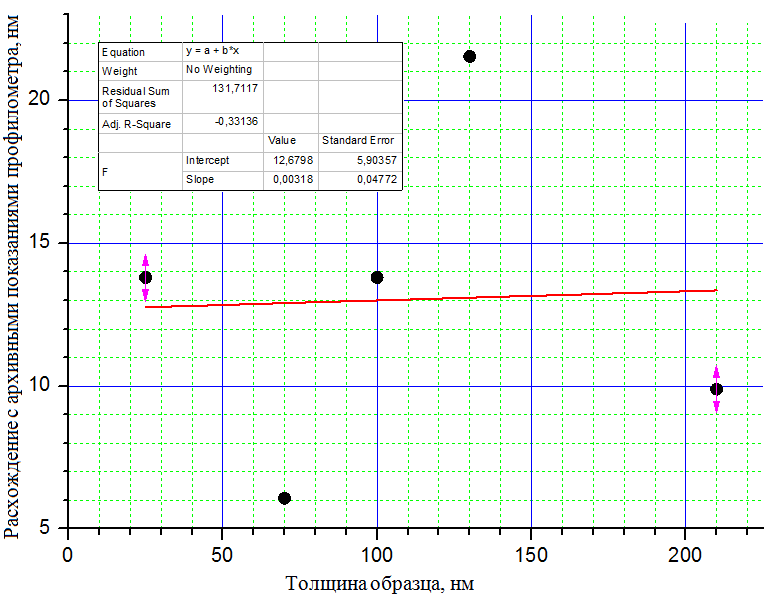 Расхождение с архивными показаниями профилометра, нм
Equation y = a + b*x
Weight No Weighting
Residual Sum
of Squares 131,7117
Adj. R-Square -0,33136
Value Standard Error
F Intercept 12,6798 5,90357
Slope 0,00318 0,04772
20
15
10
5
0 50 100 150 200
Толщина образца, нм